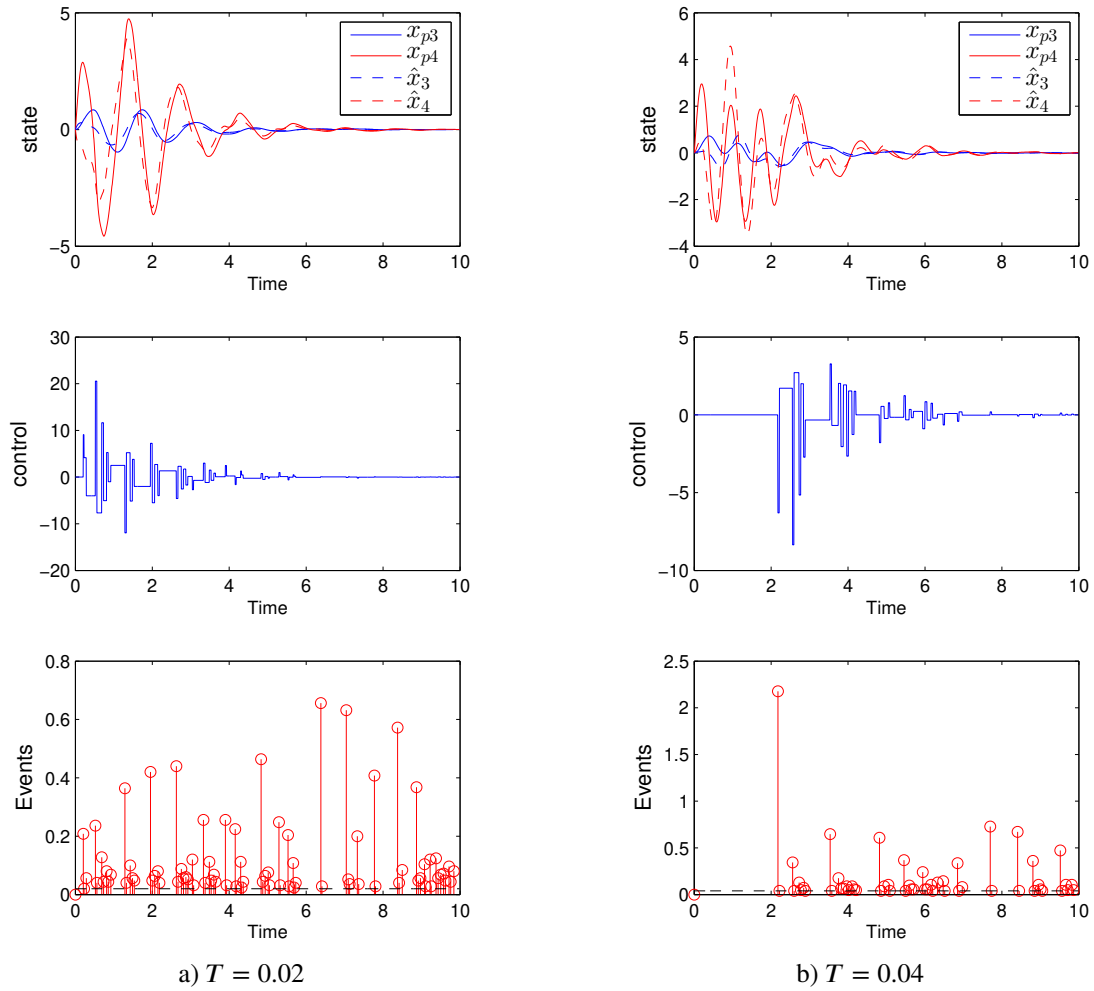 5
0
−5
state
x_{p3}
x_{p4}
x̂_3
x̂_4
0 2 4 6 8 10
Time
6
4
2
0
−2
−4
state
x_{p3}
x_{p4}
x̂_3
x̂_4
0 2 4 6 8 10
Time
30
20
10
0
−10
−20
control
0 2 4 6 8 10
Time
5
0
−5
−10
control
0 2 4 6 8 10
Time
0.8
0.6
0.4
0.2
0
Events
0 2 4 6 8 10
Time
2.5
2
1.5
1
0.5
0
Events
0 2 4 6 8 10
Time
a) T = 0.02
b) T = 0.04